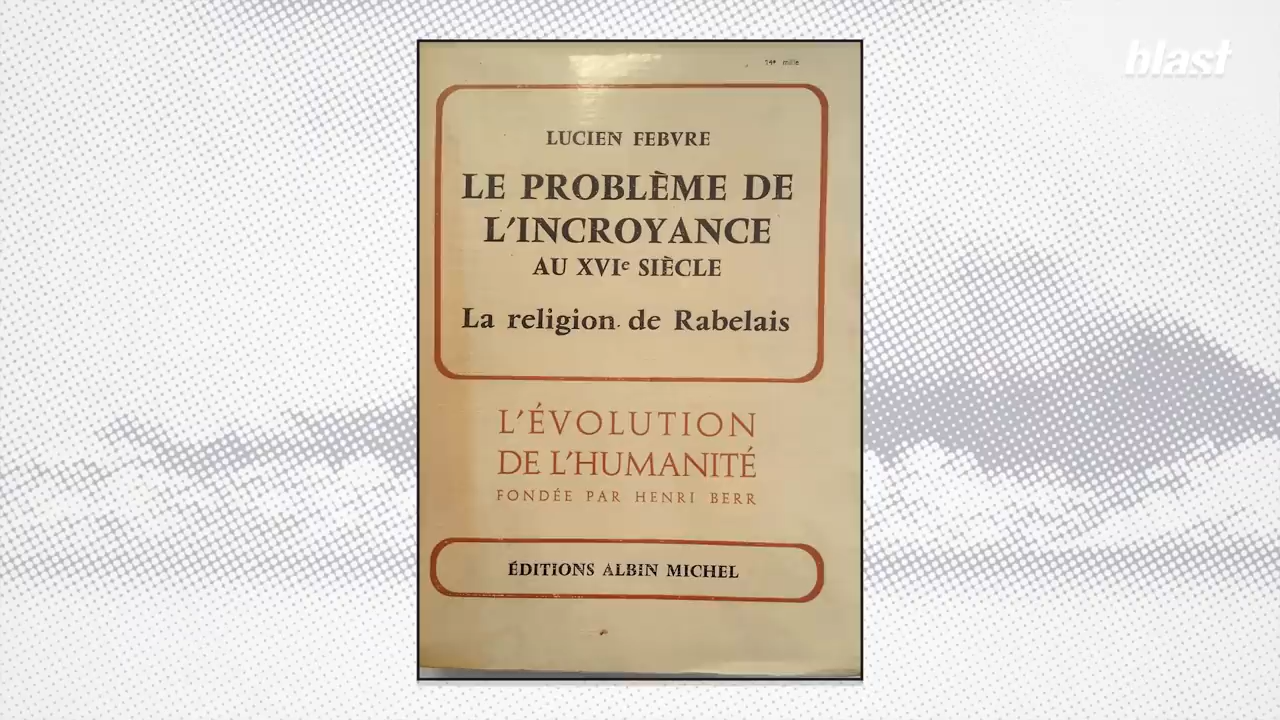 blast
14e mille
LUCIEN FEBVRE
LE PROBLÈME DE
L'INCROYANCE
AU XVIe SIÈCLE
La religion de Rabelais
L'ÉVOLUTION
DE L'HUMANITÉ
FONDÉE PAR HENRI BERR
ÉDITIONS ALBIN MICHEL